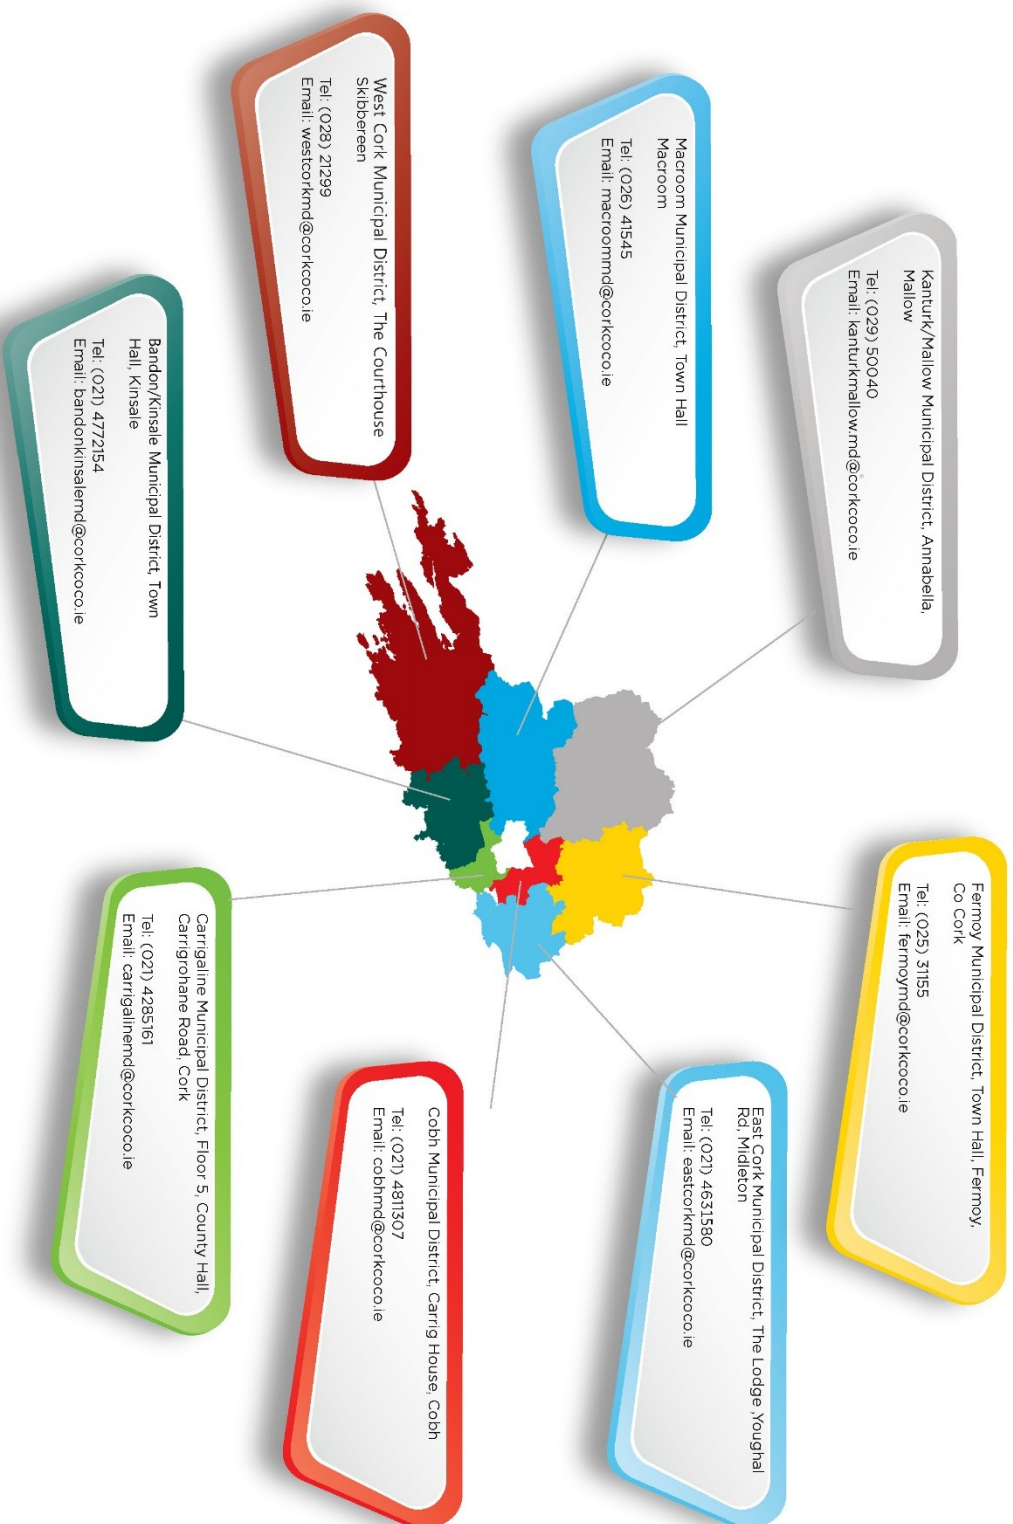 Kanturk/Mallow Municipal District, Annabella,
Mallow
Tel: (029) 50040
Email: kanturkmallow.md@corkcoco.ie
Fermoy Municipal District, Town Hall, Fermoy,
Co Cork
Tel: (025) 31155
Email: fermoymd@corkcoco.ie
Macroom Municipal District, Town Hall
Macroom
Tel: (026) 41545
Email: macroommd@corkcoco.ie
East Cork Municipal District, The Lodge ,Youghal
Rd, Midleton
Tel: (021) 4631580
Email: eastcorkmd@corkcoco.ie
West Cork Municipal District, The Courthouse
Skibbereen
Tel: (028) 21299
Email: westcorkmd@corkcoco.ie
Cobh Municipal District, Carrig House, Cobh
Tel: (021) 4811307
Email: cobhmd@corkcoco.ie
Bandon/Kinsale Municipal District, Town
Hall, Kinsale
Tel: (021) 4772154
Email: bandonkinsalemd@corkcoco.ie
Carrigaline Municipal District, Floor 5, County Hall,
Carrigrohane Road, Cork
Tel: (021) 4285161
Email: carrigalinemd@corkcoco.ie